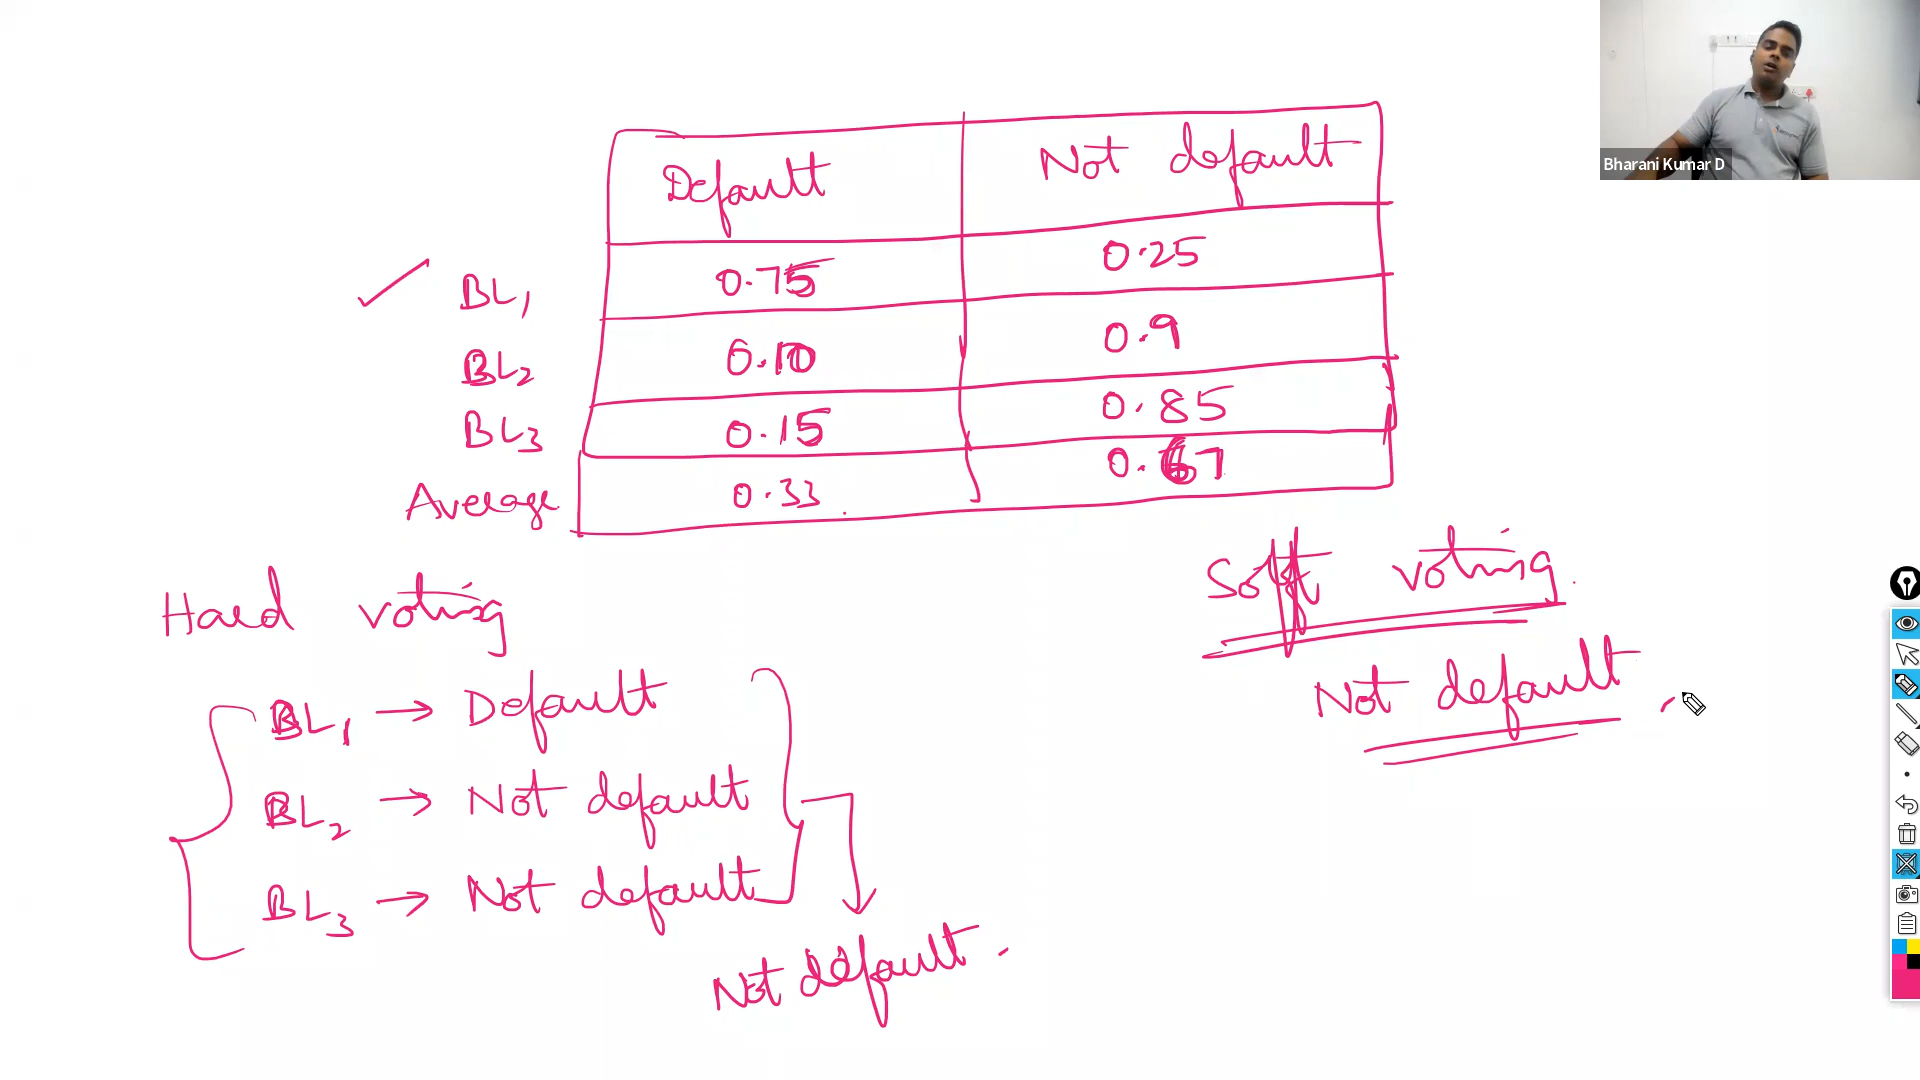 Bharani Kumar D
Default Not default
BL1 0.75 0.25
BL2 0.10 0.9
BL3 0.15 0.85
Average 0.33 0.67
Hard voting
Soft voting.
BL1 → Default
Not default
BL2 → Not default
BL3 → Not default
Not default.